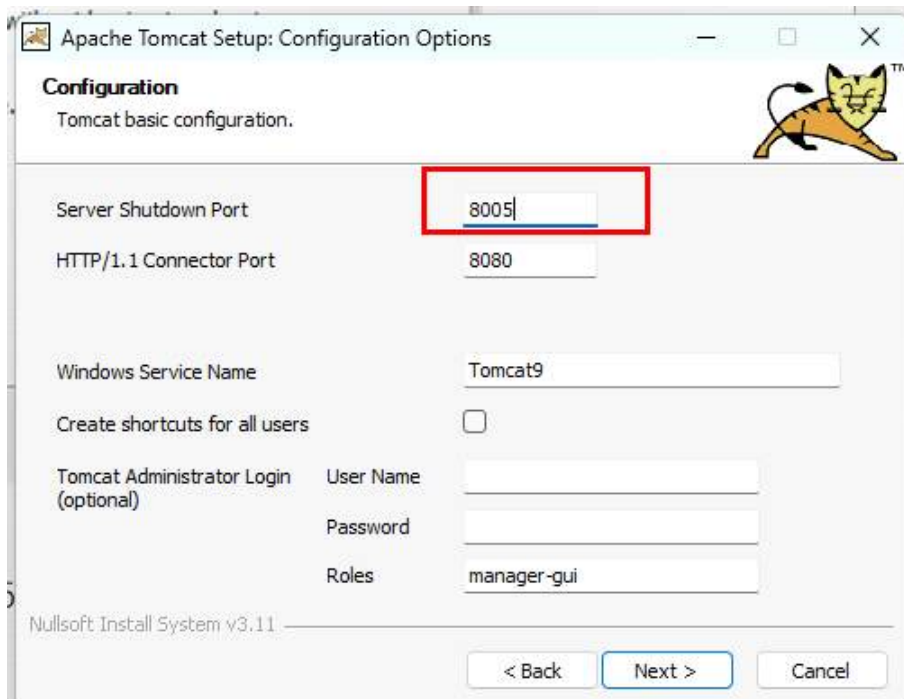 Apache Tomcat Setup: Configuration Options
Configuration
Tomcat basic configuration.
TM
Server Shutdown Port 8005
HTTP/1.1 Connector Port 8080
Windows Service Name Tomcat9
Create shortcuts for all users
Tomcat Administrator Login User Name
(optional)
Password
Roles manager-gui
Nullsoft Install System v3.11
< Back Next > Cancel